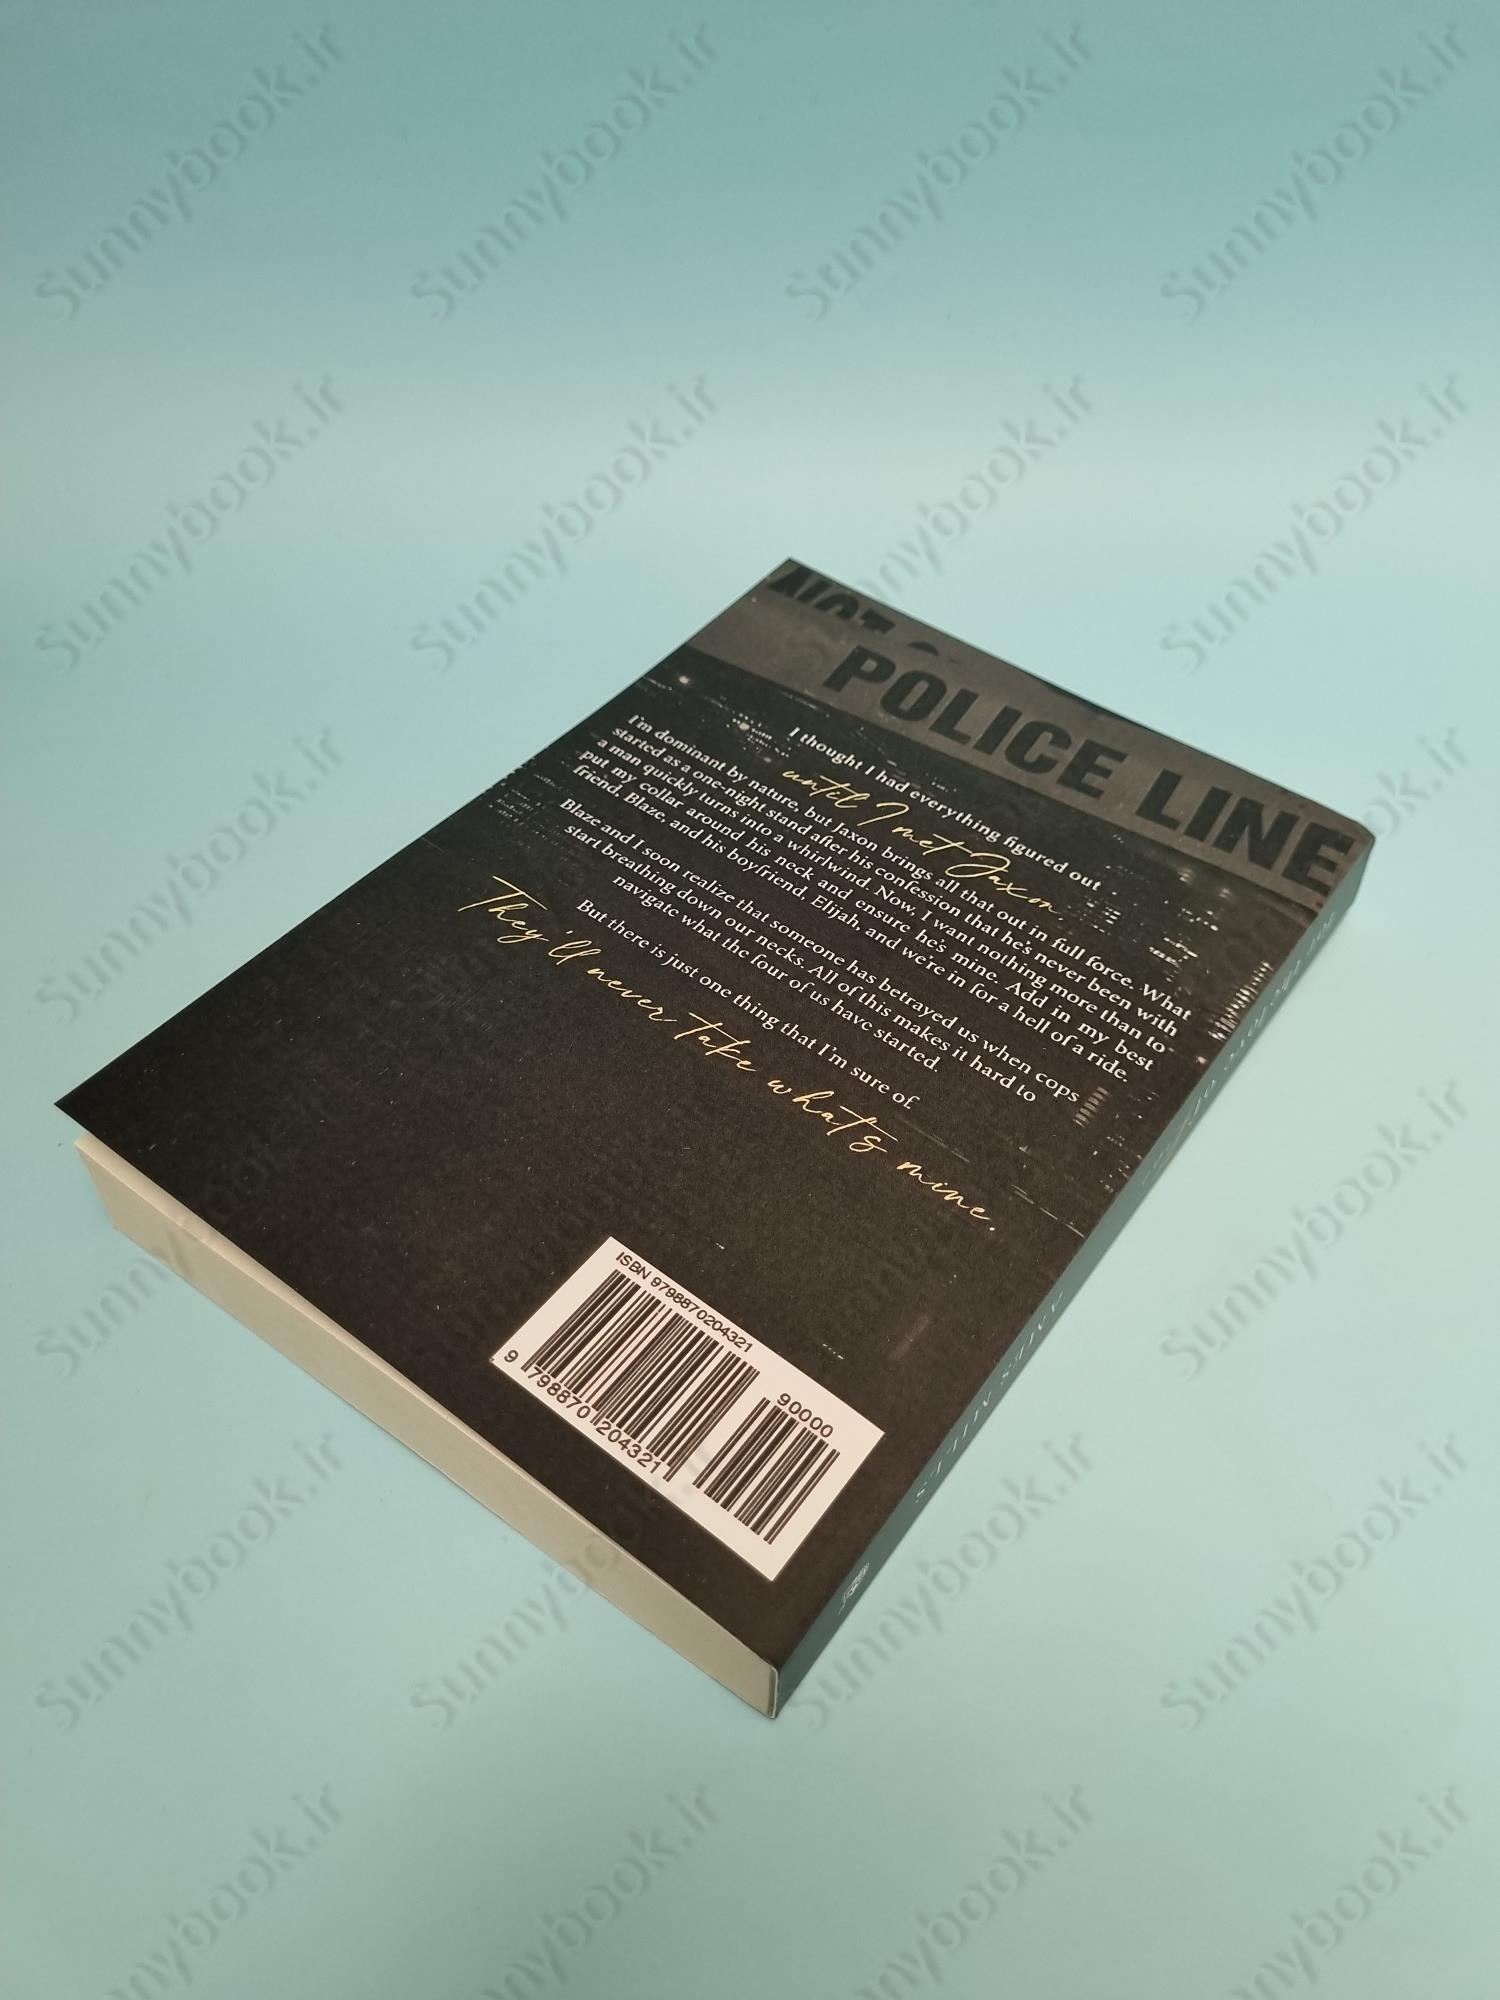 NOT
POLICE LINE
I thought I had everything figured out
until I met Jaxon
I'm dominant by nature, but Jaxon brings all that out in full force. What
started as a one-night stand after his confession that he's never been with
a man quickly turns into a whirlwind. Now, I want nothing more than to
put my collar around his neck and ensure he's mine. Add in my best
friend, Blaze, and his boyfriend, Elijah, and we're in for a hell of a ride.
Blaze and I soon realize that someone has betrayed us when cops
start breathing down our necks. All of this makes it hard to
navigate what the four of us have started.
But there is just one thing that I'm sure of.
They'll never take what's mine.
ISBN 9798870204321
90000
9 798870 204321
Sunnybook.ir